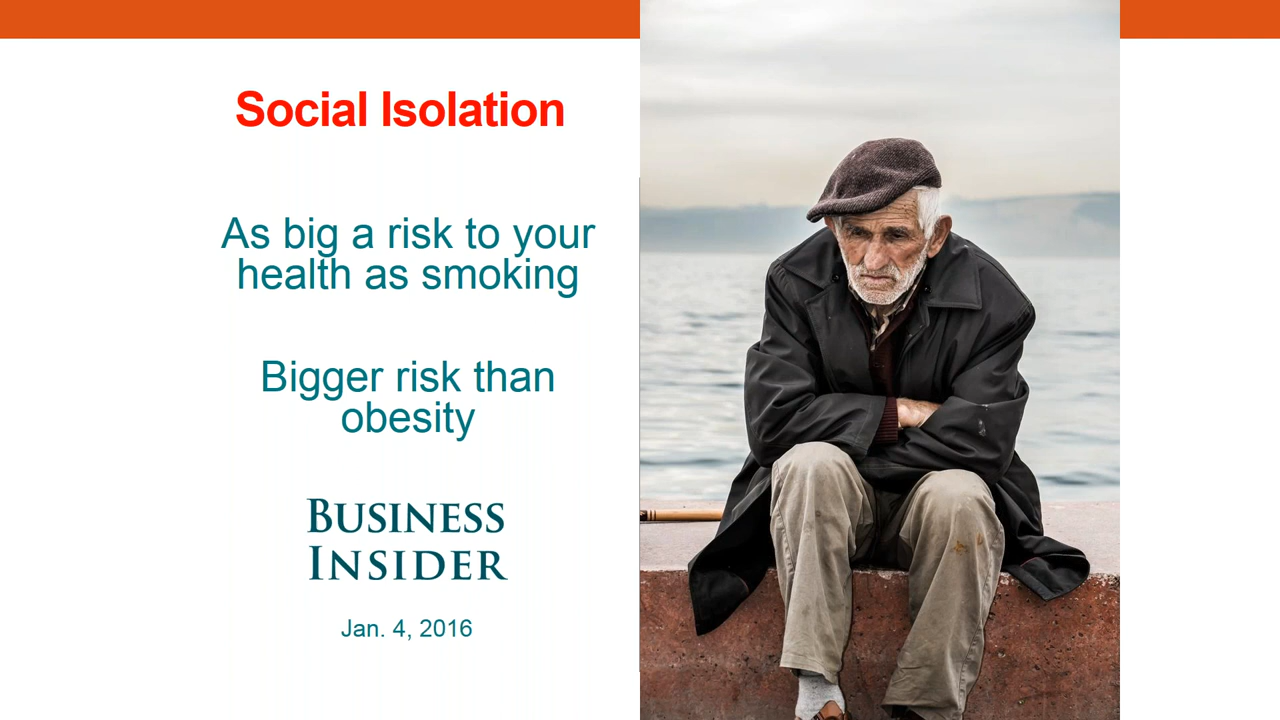 Social Isolation
As big a risk to your
health as smoking
Bigger risk than
obesity
BUSINESS
INSIDER
Jan. 4, 2016